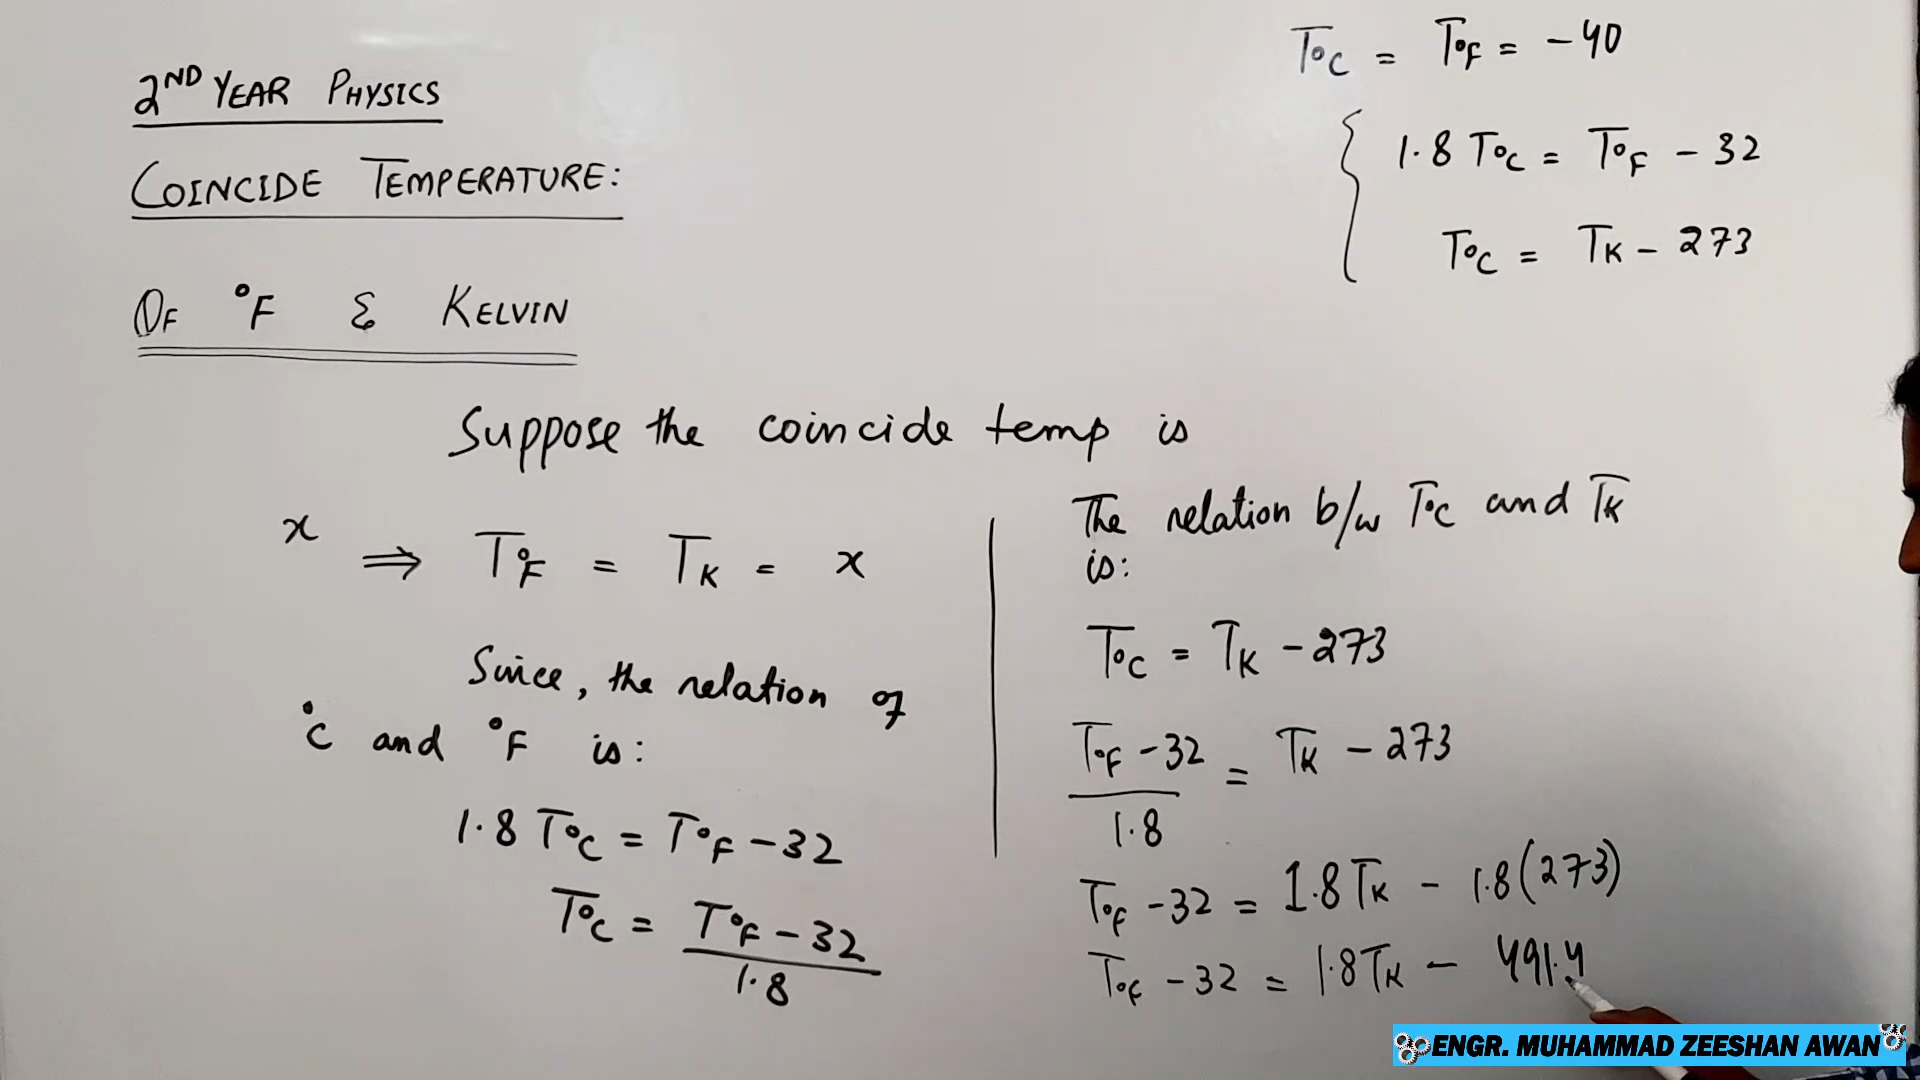 2ND YEAR PHYSICS
COINCIDE TEMPERATURE:
OF °F & KELVIN
T°C = T°F = -40
1.8 T°C = T°F - 32
T°C = TK - 273
Suppose the coincide temp is
x ⇒ T°F = TK = x
Since, the relation of
°C and °F is:
1.8 T°C = T°F - 32
T°C = T°F - 32
1.8
The relation b/w T°C and TK
is:
T°C = TK - 273
T°F - 32 = TK - 273
1.8
T°F - 32 = 1.8 TK - 1.8(273)
T°F - 32 = 1.8 TK - 491.4
ENGR. MUHAMMAD ZEESHAN AWAN